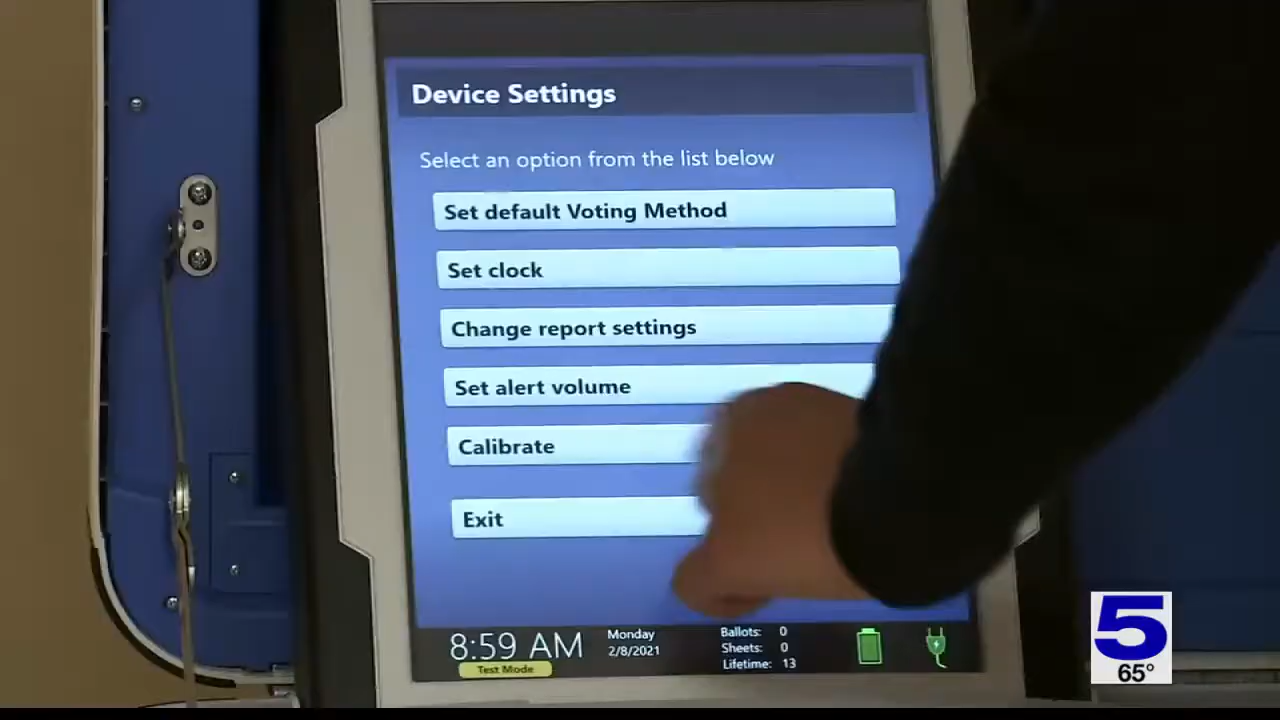 Device Settings
Select an option from the list below
Set default Voting Method
Set clock
Change report settings
Set alert volume
Calibrate
Exit
8:59 AM
Test Mode
Monday
2/8/2021
Ballots: 0
Sheets: 0
Lifetime: 13
5
65°